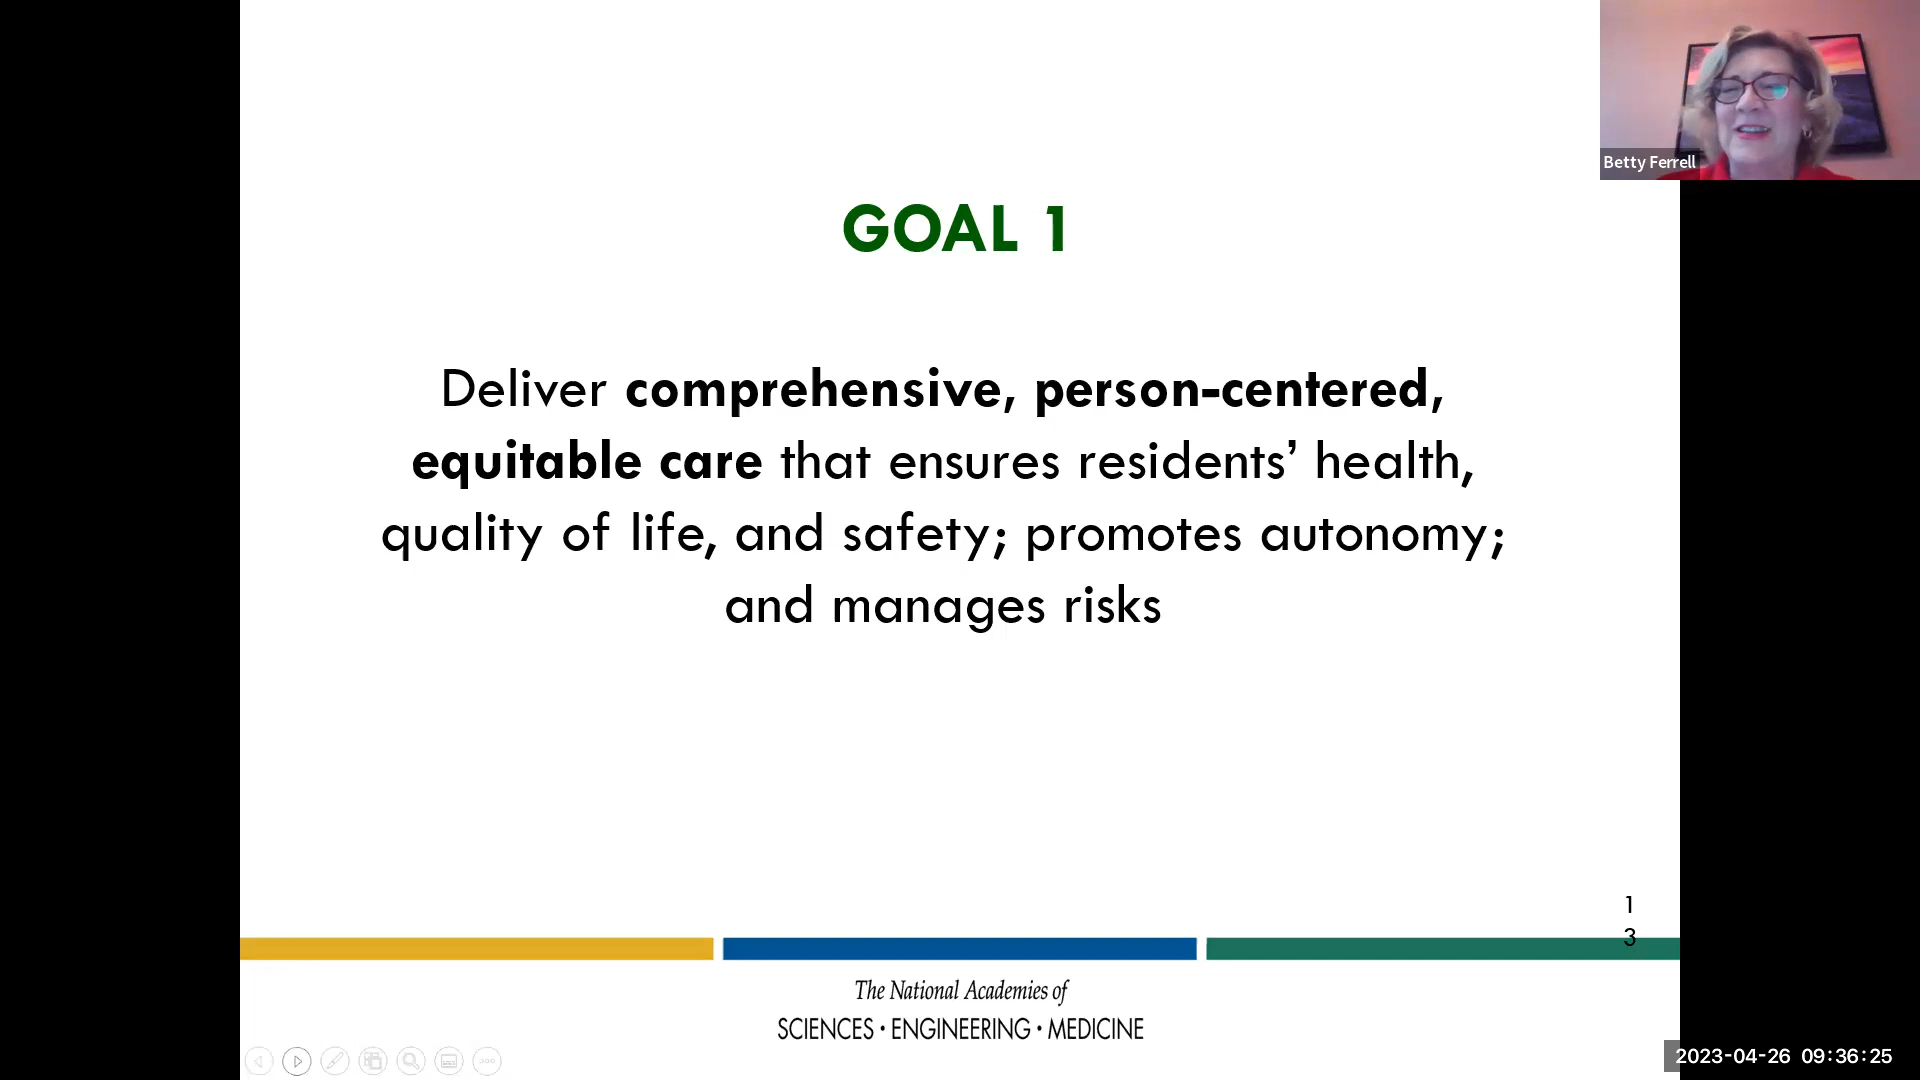 Betty Ferrell
GOAL 1
Deliver comprehensive, person-centered,
equitable care that ensures residents’ health,
quality of life, and safety; promotes autonomy;
and manages risks
1
3
The National Academies of
SCIENCES • ENGINEERING • MEDICINE
2023-04-26 09:36:25